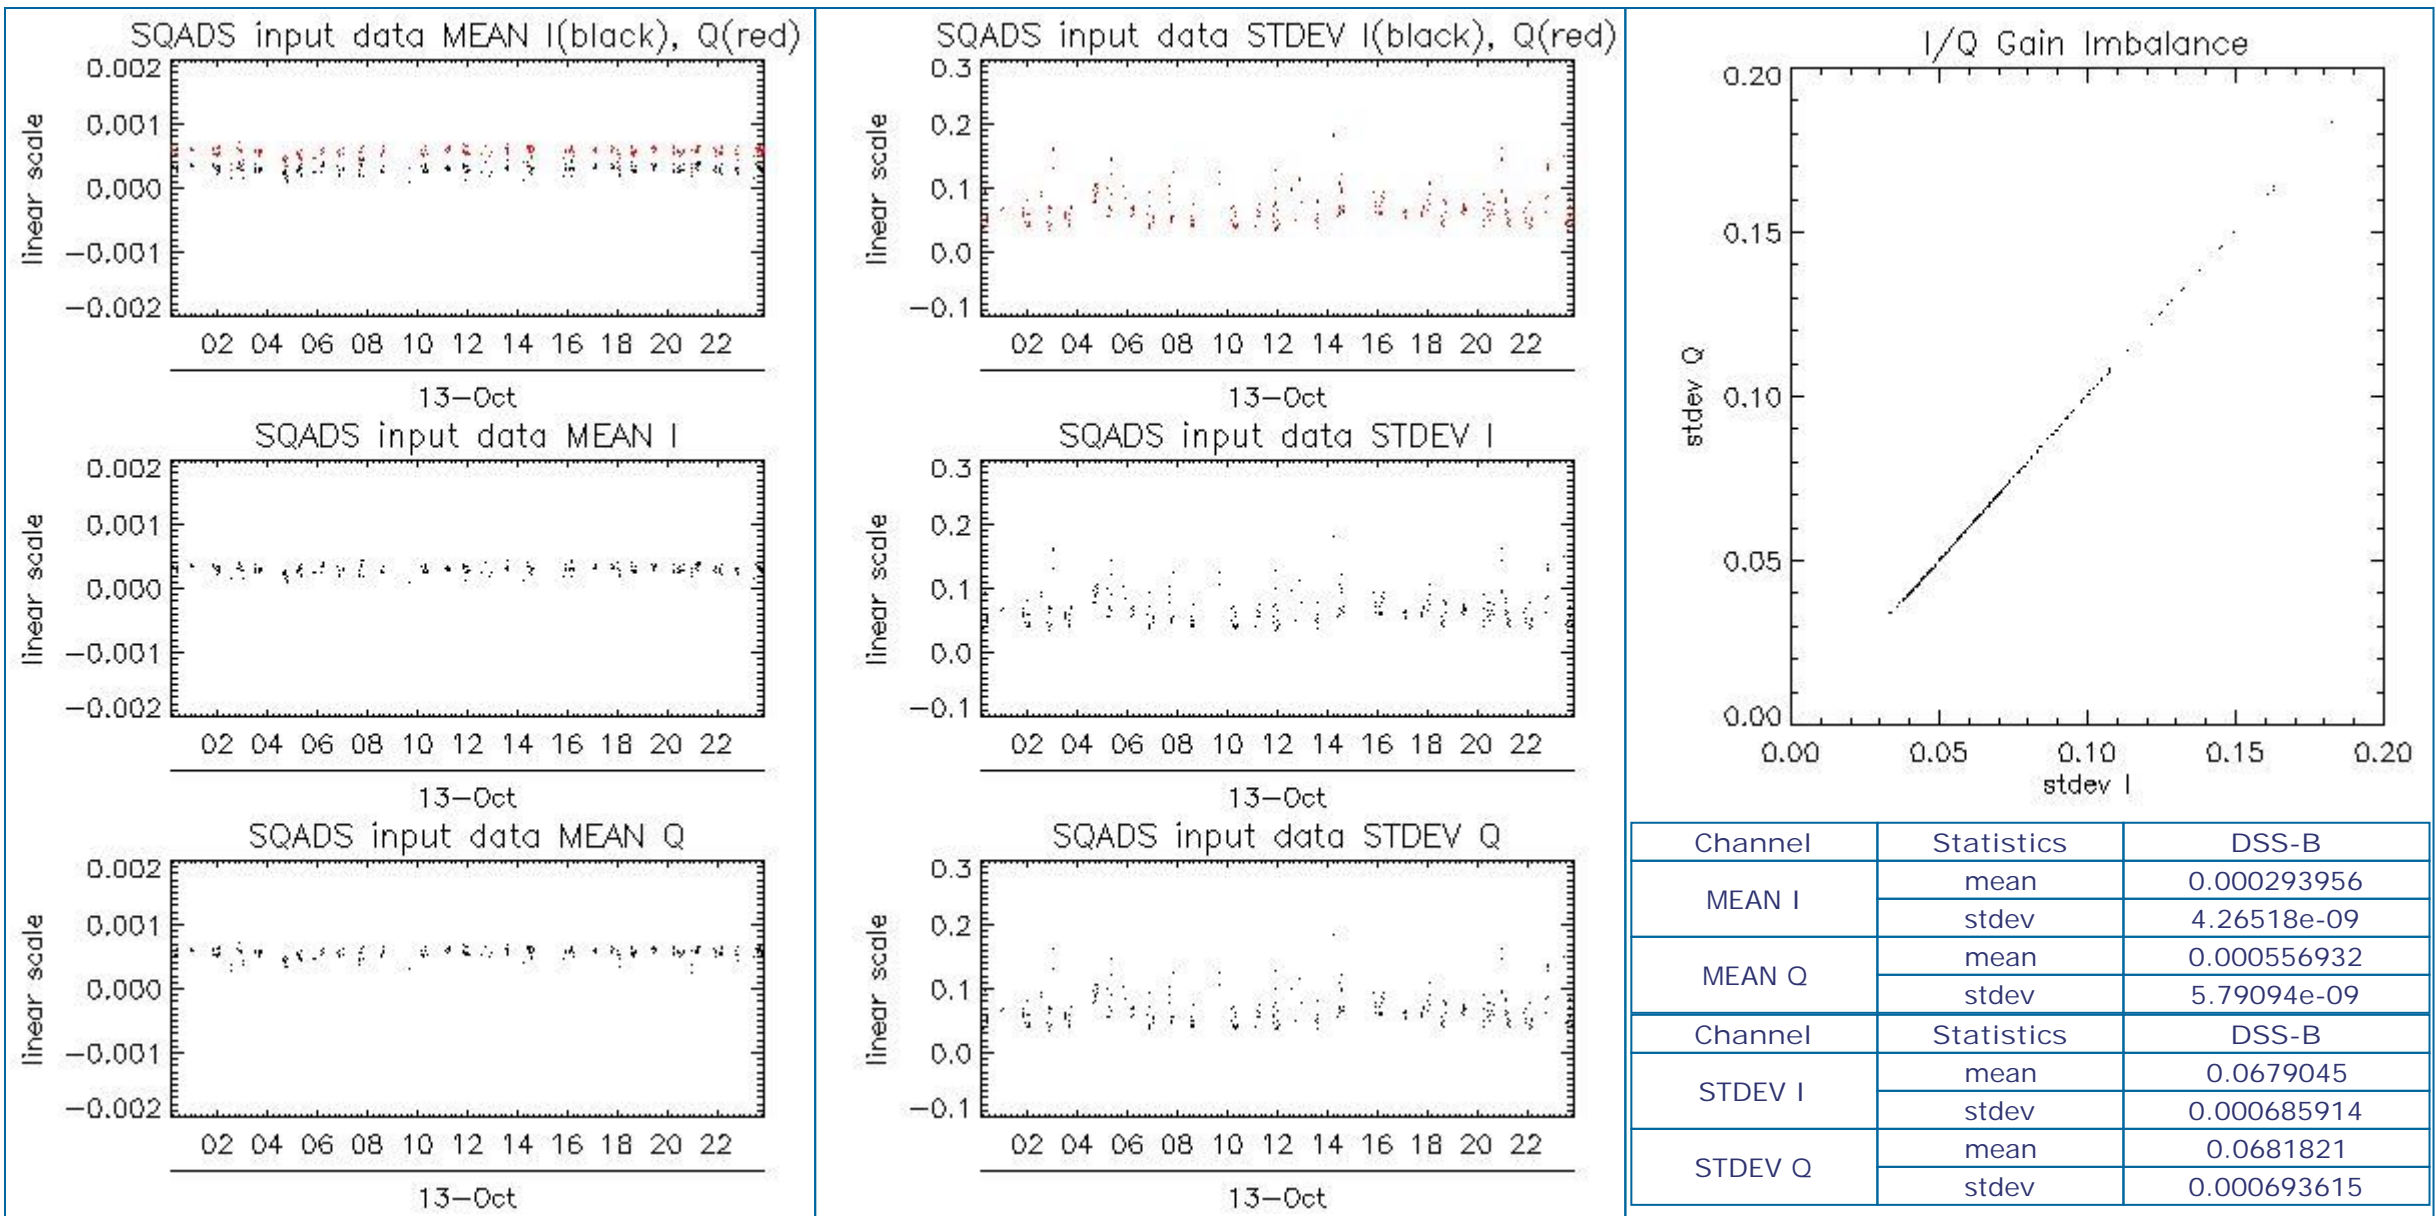 SQADS input data MEAN I(black), Q(red)
linear scale
0.002
0.001
0.000
−0.001
−0.002
02 04 06 08 10 12 14 16 18 20 22
13−Oct
SQADS input data MEAN I
linear scale
0.002
0.001
0.000
−0.001
−0.002
02 04 06 08 10 12 14 16 18 20 22
13−Oct
SQADS input data MEAN Q
linear scale
0.002
0.001
0.000
−0.001
−0.002
02 04 06 08 10 12 14 16 18 20 22
13−Oct
SQADS input data STDEV I(black), Q(red)
linear scale
0.3
0.2
0.1
0.0
−0.1
02 04 06 08 10 12 14 16 18 20 22
13−Oct
SQADS input data STDEV I
linear scale
0.3
0.2
0.1
0.0
−0.1
02 04 06 08 10 12 14 16 18 20 22
13−Oct
SQADS input data STDEV Q
linear scale
0.3
0.2
0.1
0.0
−0.1
02 04 06 08 10 12 14 16 18 20 22
13−Oct
I/Q Gain Imbalance
stdev Q
0.20
0.15
0.10
0.05
0.00
0.00 0.05 0.10 0.15 0.20
stdev I
Channel Statistics DSS-B
MEAN I mean 0.000293956
stdev 4.26518e-09
MEAN Q mean 0.000556932
stdev 5.79094e-09
Channel Statistics DSS-B
STDEV I mean 0.0679045
stdev 0.000685914
STDEV Q mean 0.0681821
stdev 0.000693615